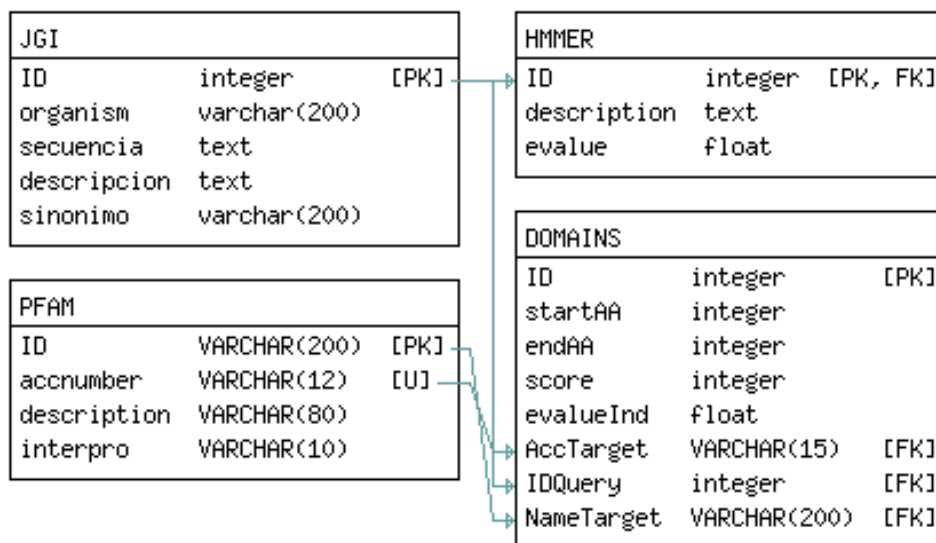 JGI
ID integer [PK]
organism varchar(200)
secuencia text
descripcion text
sinonimo varchar(200)
PFAM
ID VARCHAR(200) [PK]
accnumber VARCHAR(12) [U]
description VARCHAR(80)
interpro VARCHAR(10)
HMMER
ID integer [PK, FK]
description text
evalue float
DOMAINS
ID integer [PK]
startAA integer
endAA integer
score integer
evalueInd float
AccTarget VARCHAR(15) [FK]
IDQuery integer [FK]
NameTarget VARCHAR(200) [FK]